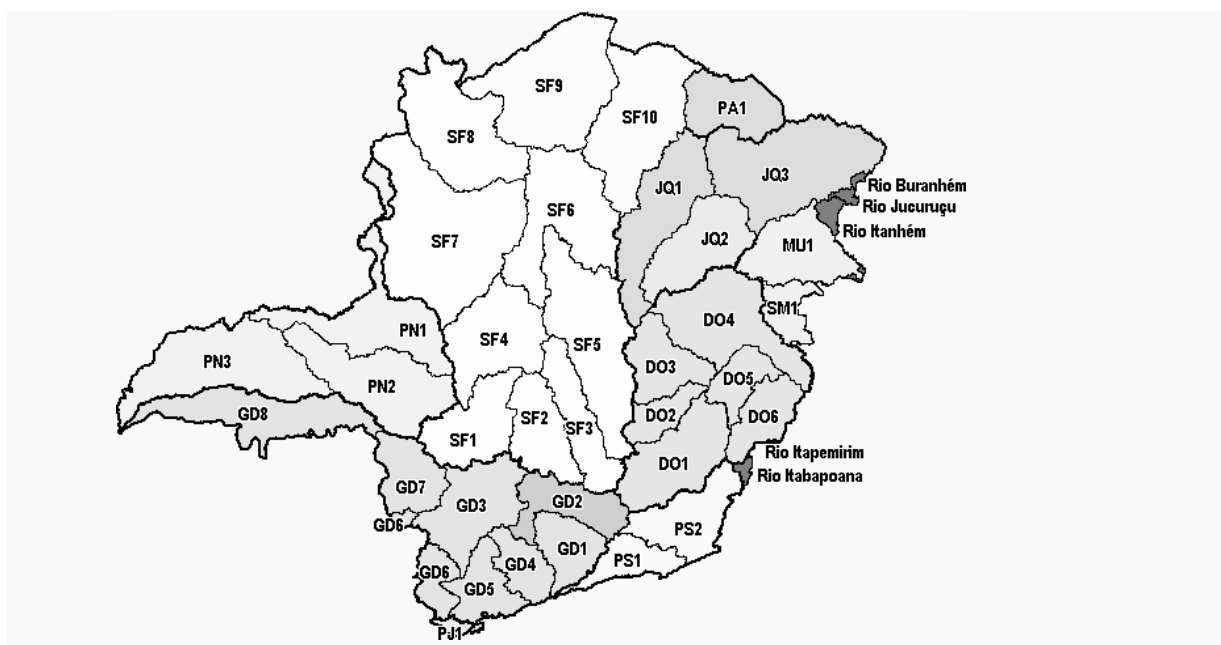 SF9
PA1
SF10
SF8
JQ3
JQ1
Rio Buranhém
Rio Jucuruçu
SF6
Rio Itanhém
JQ2
SF7
MU1
SM1
DO4
PN1
SF4
SF5
PN3
DO3
DO5
PN2
GD8
SF2
DO2
DO6
SF3
SF1
Rio Itapemirim
DO1
Rio Itabapoana
GD7
GD2
GD3
GD6
PS2
GD1
PS1
GD4
GD6
GD5
PJ1